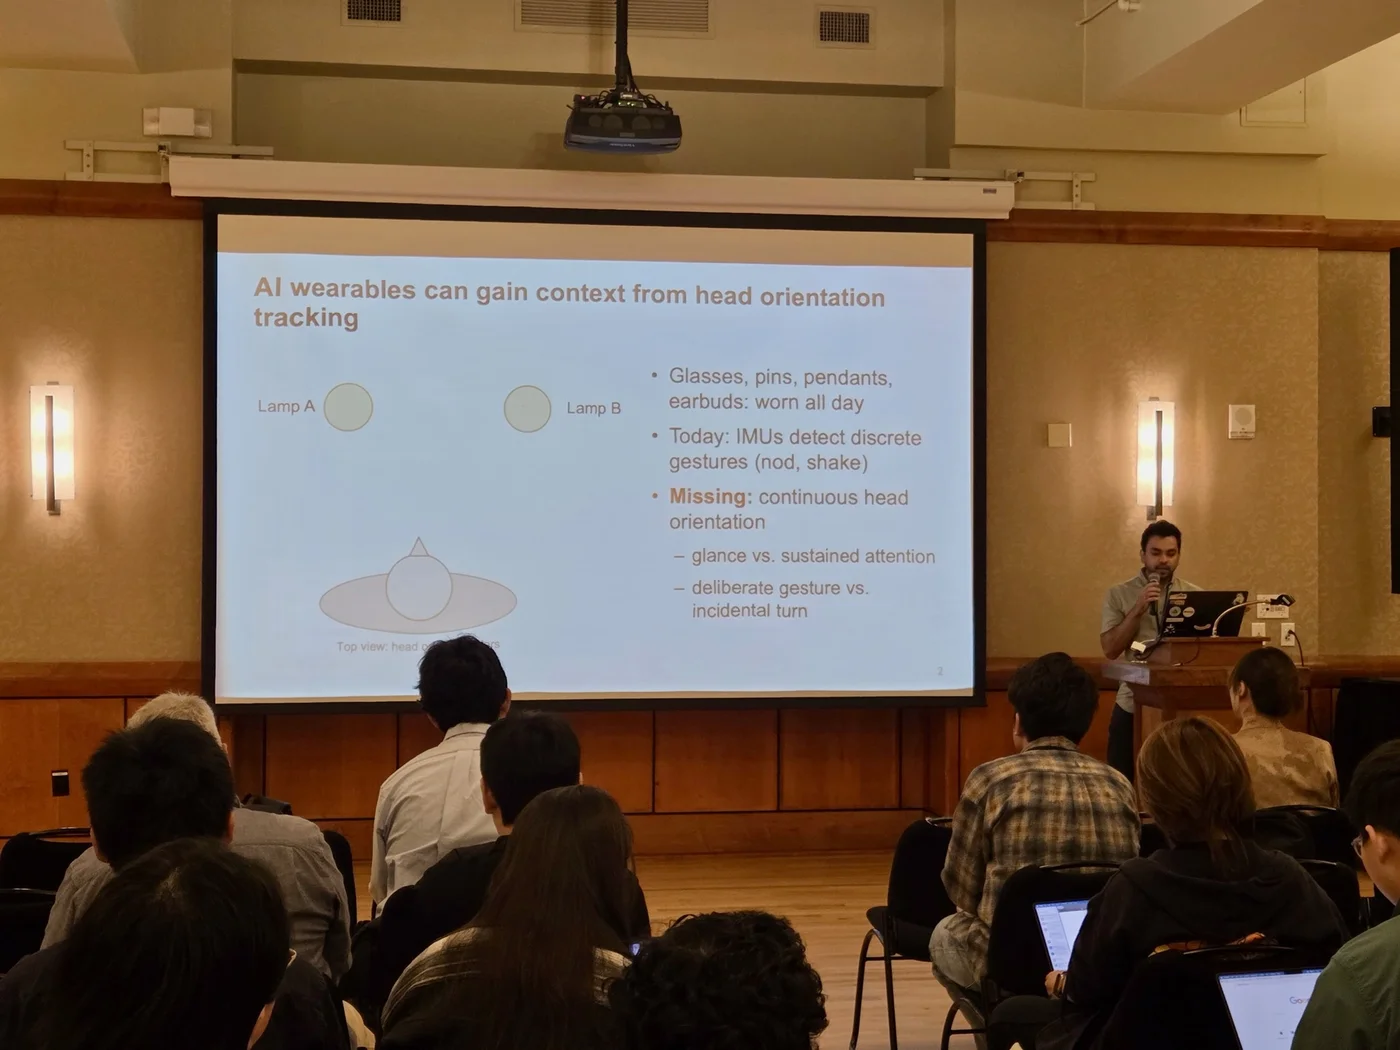 AI wearables can gain context from head orientation
tracking
Lamp A
Lamp B
• Glasses, pins, pendants,
earbuds: worn all day
• Today: IMUs detect discrete
gestures (nod, shake)
• Missing: continuous head
orientation
– glance vs. sustained attention
– deliberate gesture vs.
incidental turn
Top view: head
2